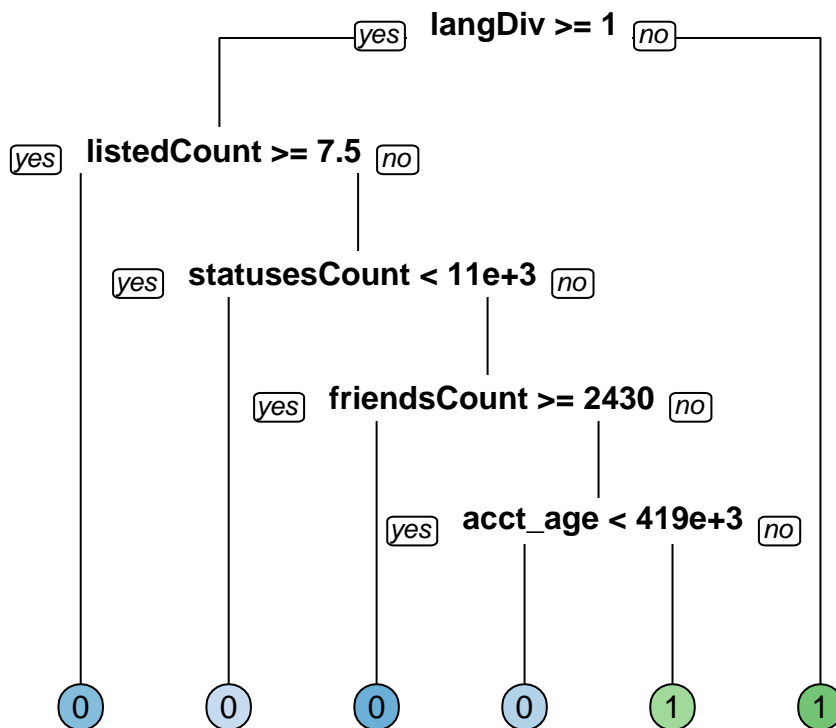 yes langDiv >= 1 no
yes listedCount >= 7.5 no
yes statusesCount < 11e+3 no
yes friendsCount >= 2430 no
yes acct_age < 419e+3 no
0 0 0 0 1 1